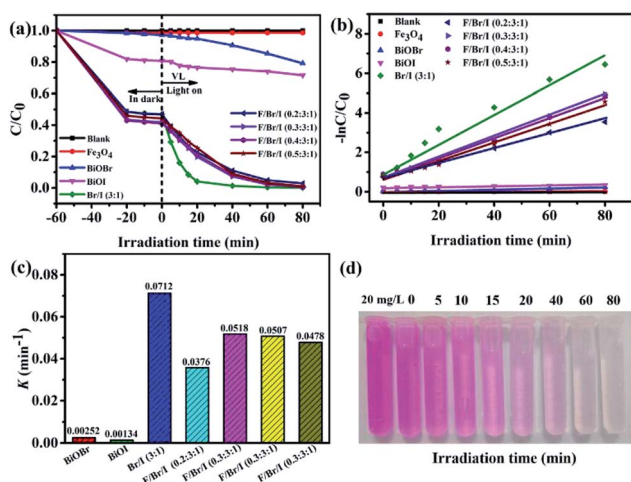 (a)
C/C0
1.0
0.8
0.6
0.4
0.2
0.0
VL
In dark
Light on
Blank
Fe3O4
BiOBr
BiOI
Br/I (3:1)
F/Br/I (0.2:3:1)
F/Br/I (0.3:3:1)
F/Br/I (0.4:3:1)
F/Br/I (0.5:3:1)
-60 -40 -20 0 20 40 60 80
Irradiation time (min)
(b)
-lnC/C0
10
8
6
4
2
0
Blank
Fe3O4
BiOBr
BiOI
Br/I (3:1)
F/Br/I (0.2:3:1)
F/Br/I (0.3:3:1)
F/Br/I (0.4:3:1)
F/Br/I (0.5:3:1)
0 20 40 60 80
Irradiation time (min)
(c)
K (min-1)
0.08
0.06
0.04
0.02
0.00
0.00252
0.00134
0.0712
0.0376
0.0518
0.0507
0.0478
BiOBr
BiOI
Br/I (3:1)
F/Br/I (0.2:3:1)
F/Br/I (0.3:3:1)
F/Br/I (0.3:3:1)
F/Br/I (0.3:3:1)
(d)
20 mg/L 0 5 10 15 20 40 60 80
Irradiation time (min)